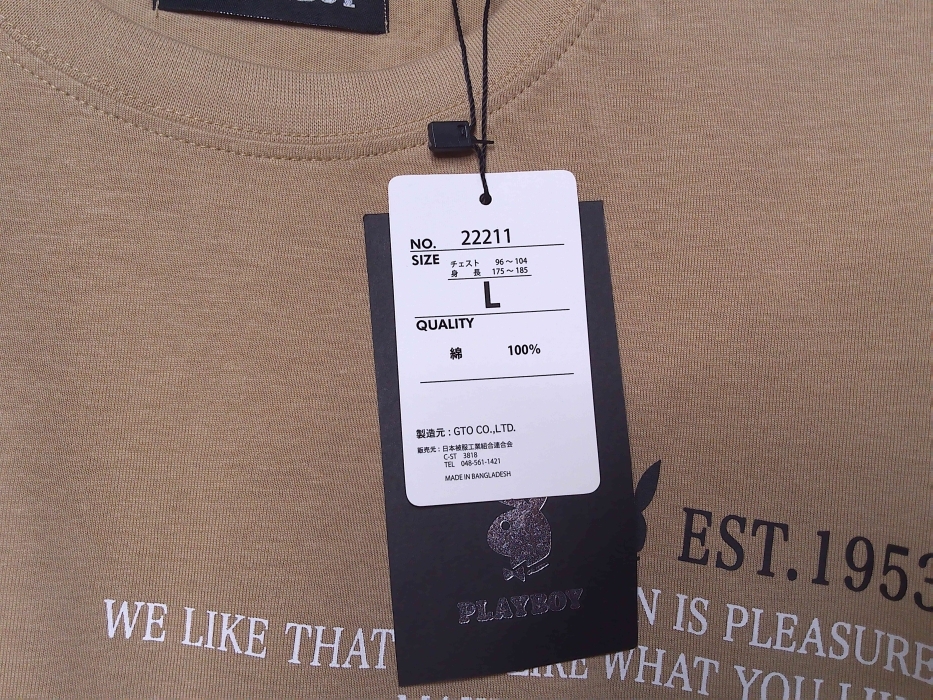 NO. 22211
SIZE チェスト 96～104
身長 175～185
L
QUALITY
綿 100%
製造元 : GTO CO.,LTD.
販売元 : 日本被服工業組合連合会
C-ST 3818
TEL 048-561-1421
MADE IN BANGLADESH
PLAYBOY
EST.1953
WE LIKE THAT N IS PLEASURE
LIKE WHAT YOU